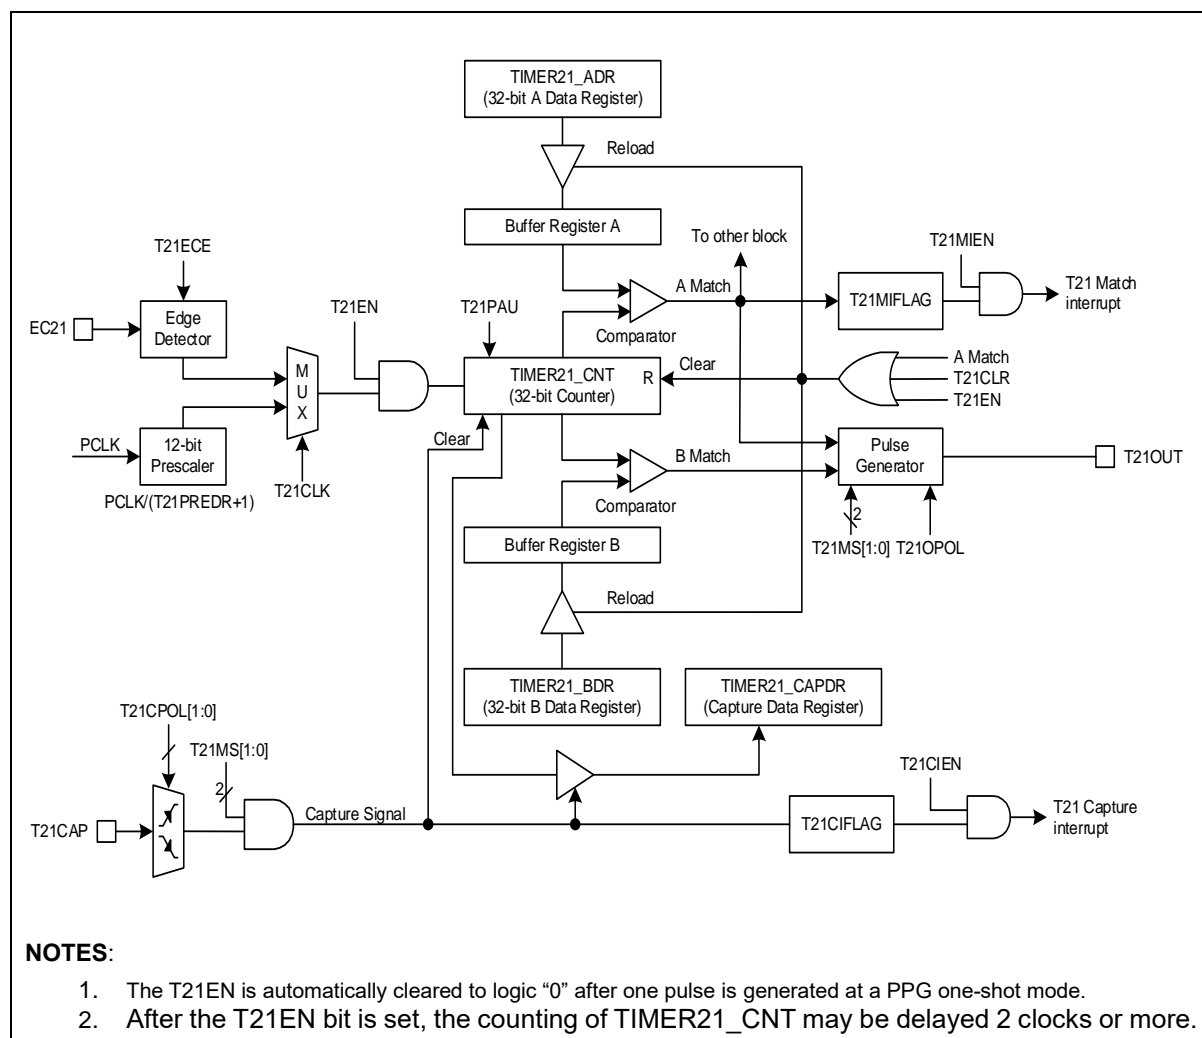 TIMER21_ADR
(32-bit A Data Register)
Reload
Buffer Register A
To other block
T21ECE
T21MIEN
T21EN
T21PAU
A Match
T21MIFLAG
T21 Match
interrupt
EC21
Edge
Detector
Comparator
M
U
X
TIMER21_CNT
(32-bit Counter)
R
Clear
A Match
T21CLR
T21EN
PCLK
12-bit
Prescaler
Clear
T21CLK
PCLK/(T21PREDR+1)
B Match
Pulse
Generator
T21OUT
Comparator
2
Buffer Register B
T21MS[1:0]
T21OPOL
Reload
TIMER21_BDR
(32-bit B Data Register)
TIMER21_CAPDR
(Capture Data Register)
T21CPOL[1:0]
T21MS[1:0]
2
T21CIEN
T21CAP
Capture Signal
T21CIFLAG
T21 Capture
interrupt
NOTES:
1. The T21EN is automatically cleared to logic “0” after one pulse is generated at a PPG one-shot mode.
2. After the T21EN bit is set, the counting of TIMER21_CNT may be delayed 2 clocks or more.